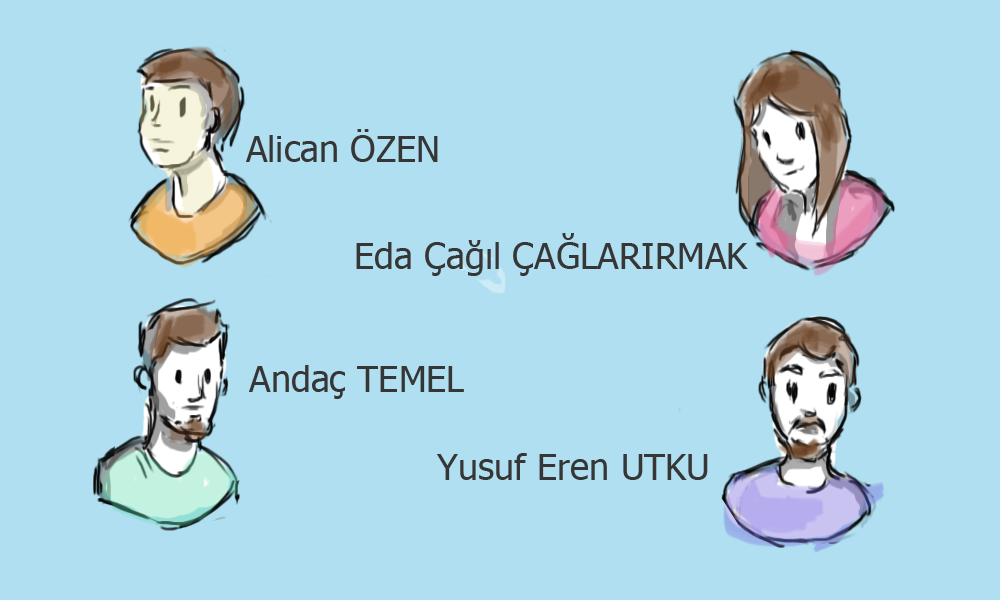 Alican ÖZEN
Eda Çağıl ÇAĞLARIRMAK
Andaç TEMEL
Yusuf Eren UTKU